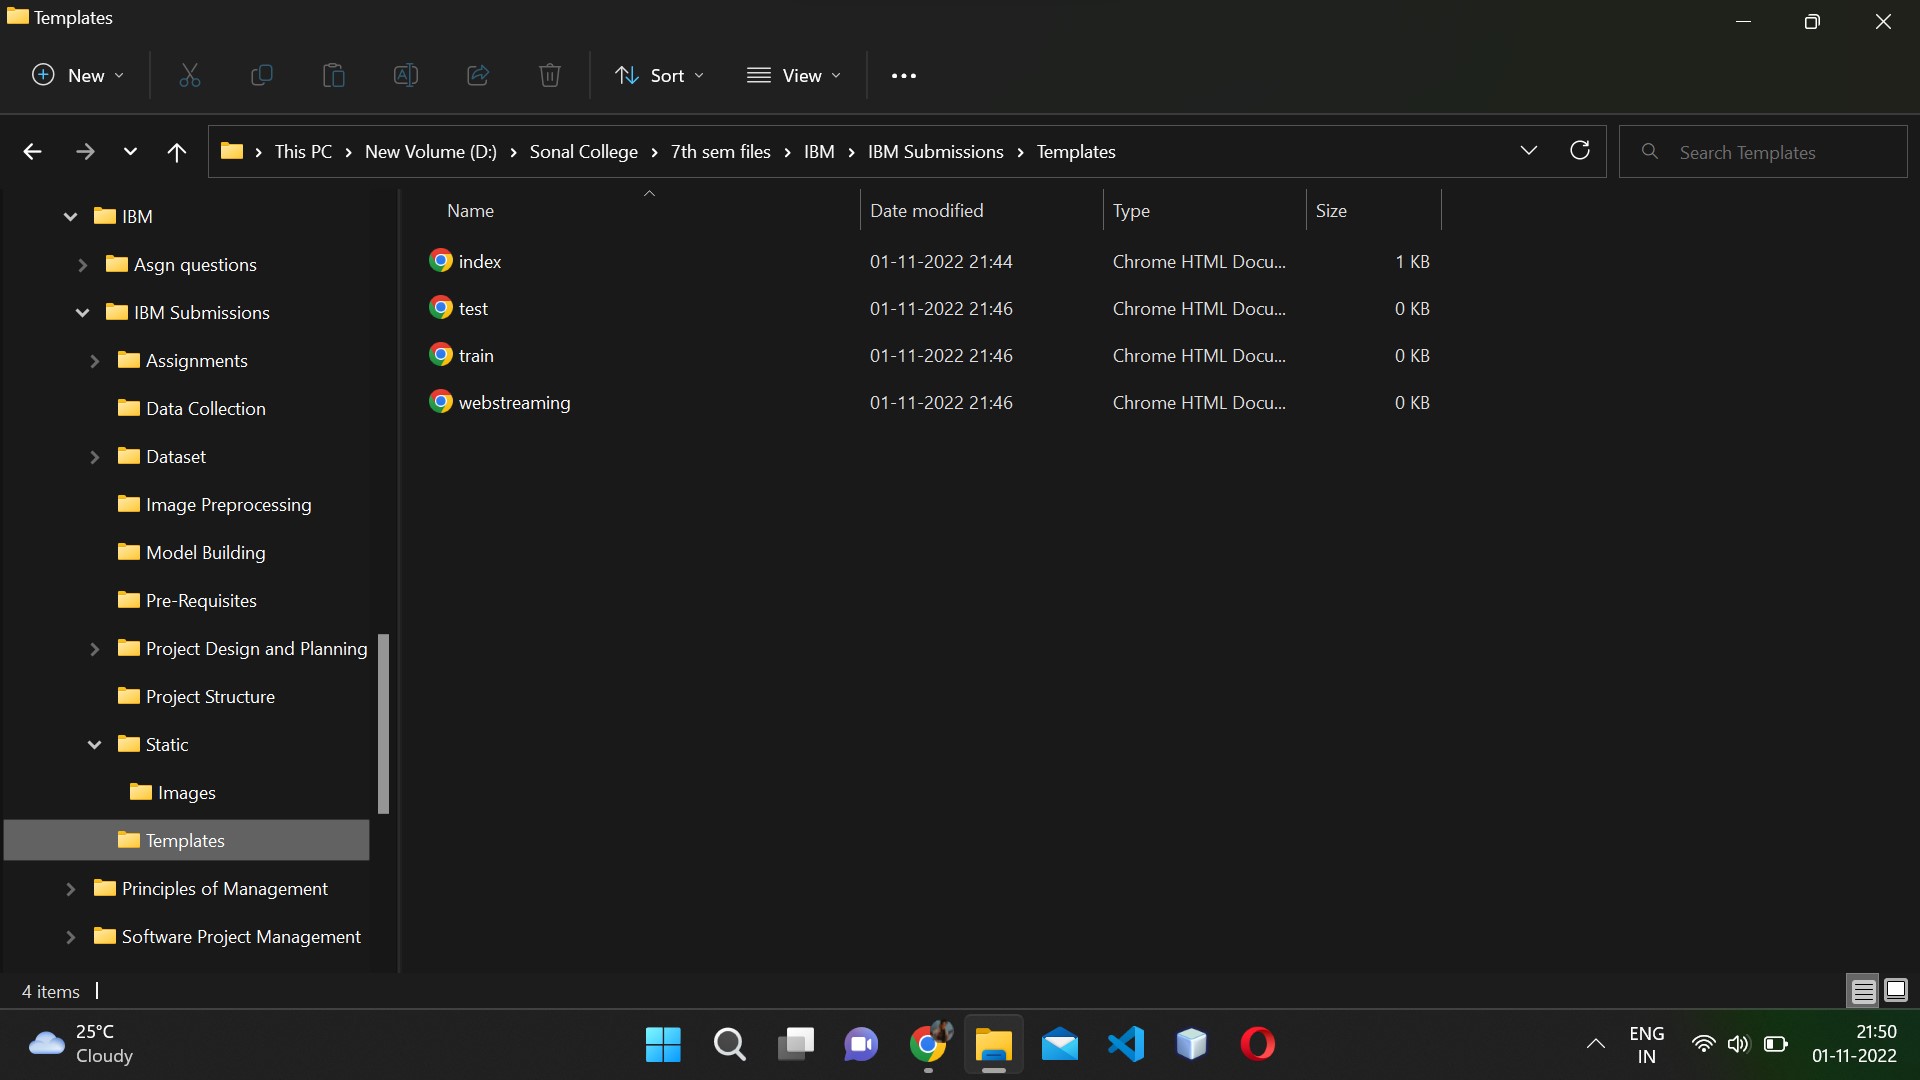 Templates
New
Sort
View
This PC > New Volume (D:) > Sonal College > 7th sem files > IBM > IBM Submissions > Templates
Search Templates
IBM
Asgn questions
IBM Submissions
Assignments
Data Collection
Dataset
Image Preprocessing
Model Building
Pre-Requisites
Project Design and Planning
Project Structure
Static
Images
Templates
Principles of Management
Software Project Management
Name Date modified Type Size
index 01-11-2022 21:44 Chrome HTML Docu... 1 KB
test 01-11-2022 21:46 Chrome HTML Docu... 0 KB
train 01-11-2022 21:46 Chrome HTML Docu... 0 KB
webstreaming 01-11-2022 21:46 Chrome HTML Docu... 0 KB
4 items
25°C
Cloudy
ENG
IN
21:50
01-11-2022